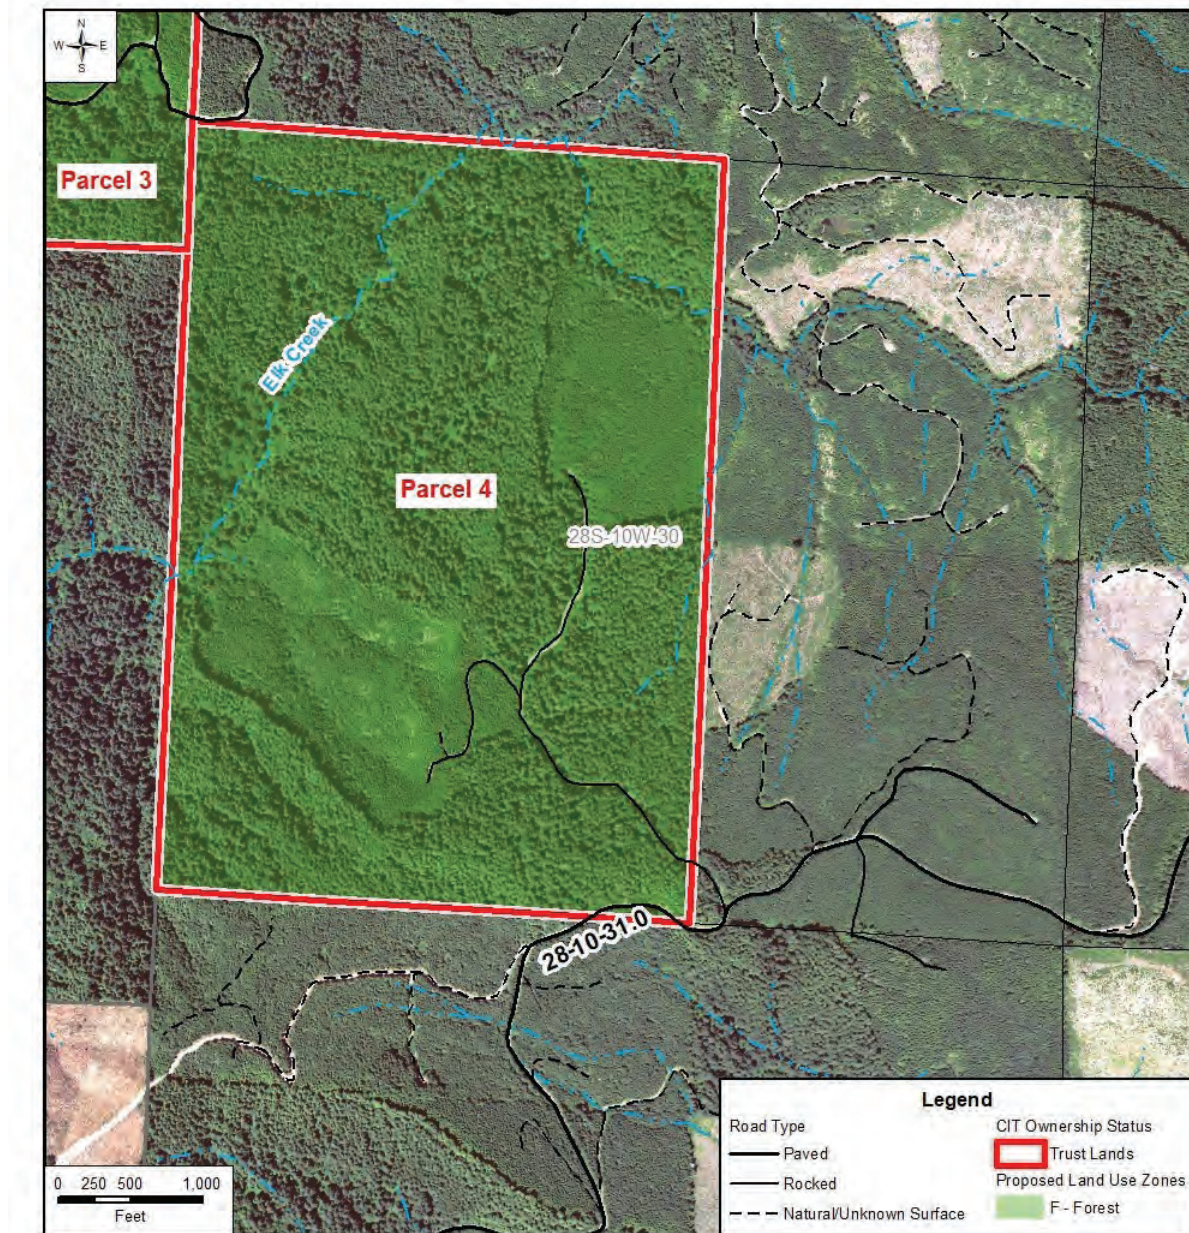 N
W E
S
Parcel 3
Elk Creek
Parcel 4
28S-10W-30
28-10-31.0
0 250 500 1,000
Feet
Legend
Road Type
Paved
Rocked
Natural/Unknown Surface
CIT Ownership Status
Trust Lands
Proposed Land Use Zones
F - Forest